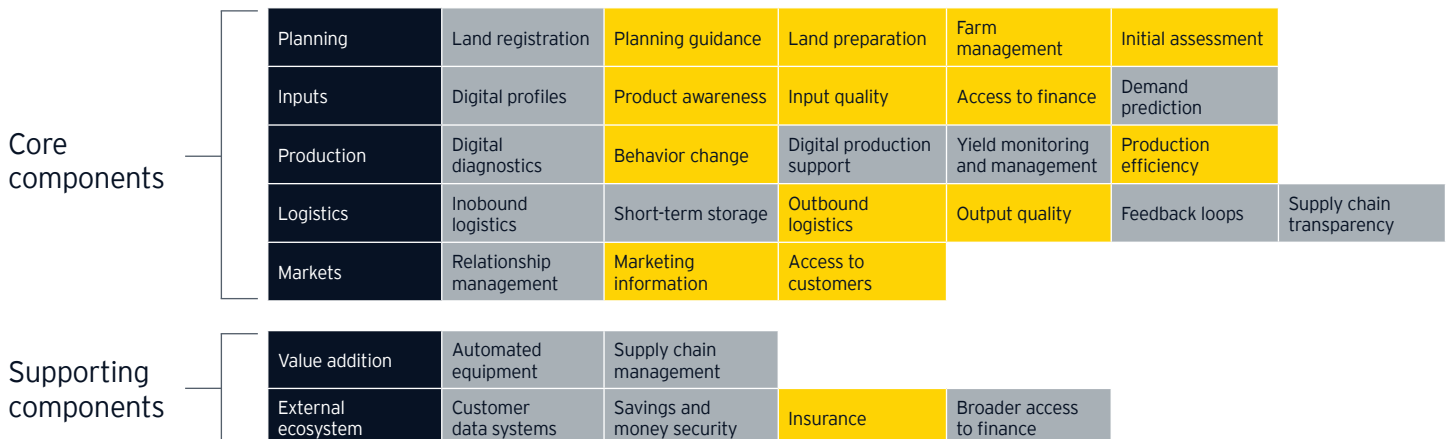 Core
components
Planning
Land registration
Planning guidance
Land preparation
Farm
management
Initial assessment
Inputs
Digital profiles
Product awareness
Input quality
Access to finance
Demand
prediction
Production
Digital
diagnostics
Behavior change
Digital production
support
Yield monitoring
and management
Production
efficiency
Logistics
Inobound
logistics
Short-term storage
Outbound
logistics
Output quality
Feedback loops
Supply chain
transparency
Markets
Relationship
management
Marketing
information
Access to
customers
Supporting
components
Value addition
Automated
equipment
Supply chain
management
External
ecosystem
Customer
data systems
Savings and
money security
Insurance
Broader access
to finance